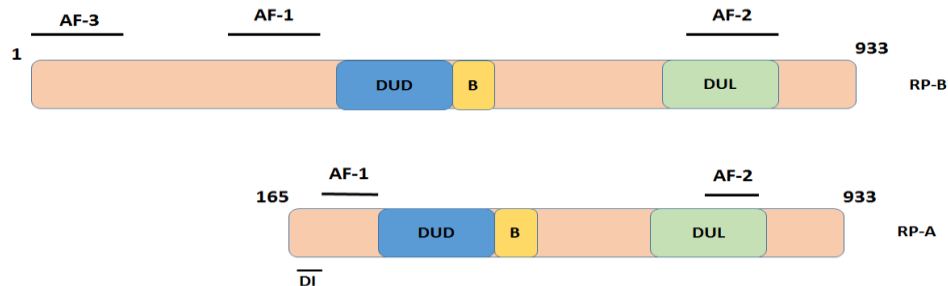 AF-3 AF-1 AF-2
1 933
DUD B DUL RP-B
AF-1 AF-2
165 933
DUD B DUL RP-A
DI